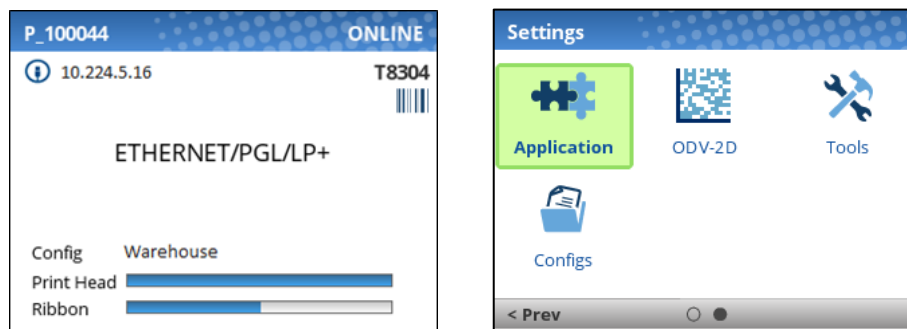 P_100044 ONLINE
10.224.5.16 T8304
ETHERNET/PGL/LP+
Config Warehouse
Print Head
Ribbon
Settings
Application ODV-2D Tools
Configs
< Prev